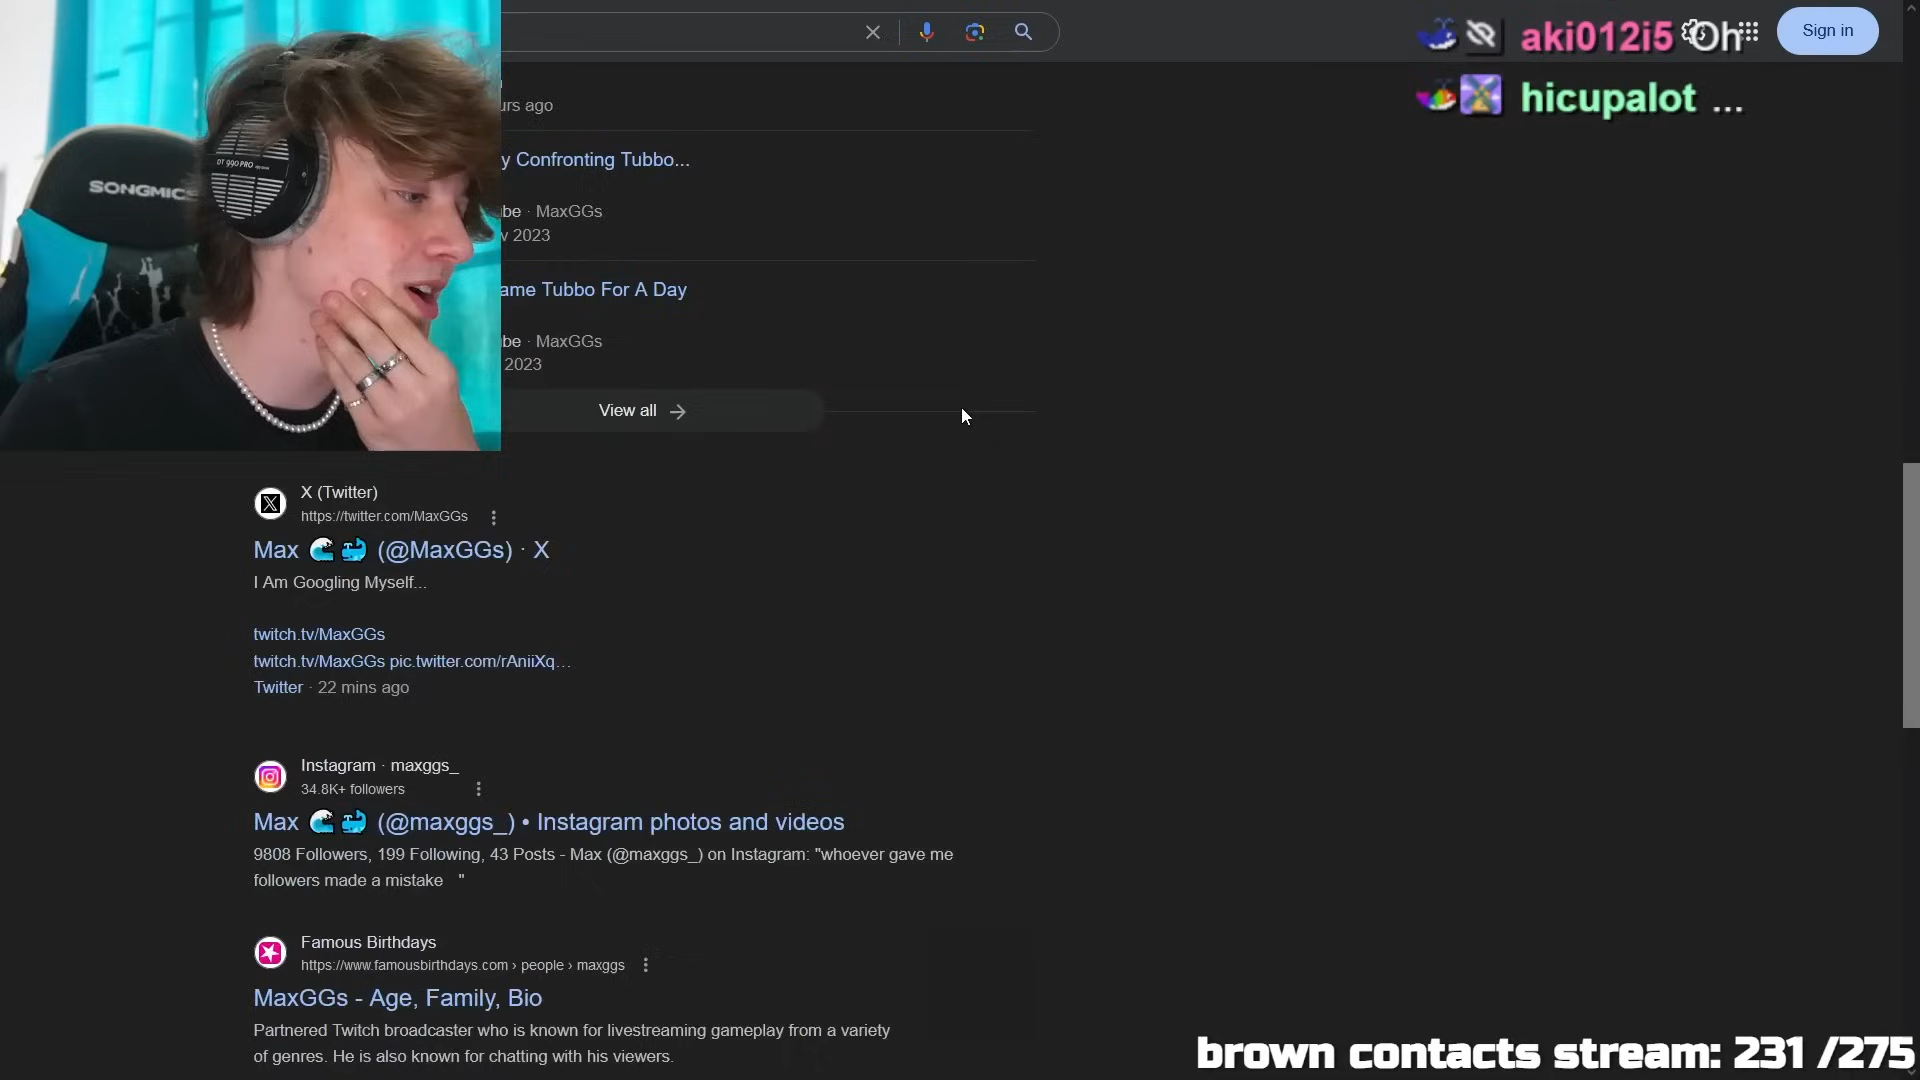 Sign in
aki012i5 Oh
hicupalot ...
DT 990 PRO
SONGMICS
urs ago
y Confronting Tubbo...
be · MaxGGs
v 2023
ame Tubbo For A Day
be · MaxGGs
2023
View all
X (Twitter)
https://twitter.com/MaxGGs
Max 🌊🐳 (@MaxGGs) · X
I Am Googling Myself...
twitch.tv/MaxGGs
twitch.tv/MaxGGs pic.twitter.com/rAniiXq...
Twitter · 22 mins ago
Instagram · maxggs_
34.8K+ followers
Max 🌊🐳 (@maxggs_) • Instagram photos and videos
9808 Followers, 199 Following, 43 Posts - Max (@maxggs_) on Instagram: "whoever gave me
followers made a mistake "
Famous Birthdays
https://www.famousbirthdays.com › people › maxggs
MaxGGs - Age, Family, Bio
Partnered Twitch broadcaster who is known for livestreaming gameplay from a variety
of genres. He is also known for chatting with his viewers.
brown contacts stream: 231 /275